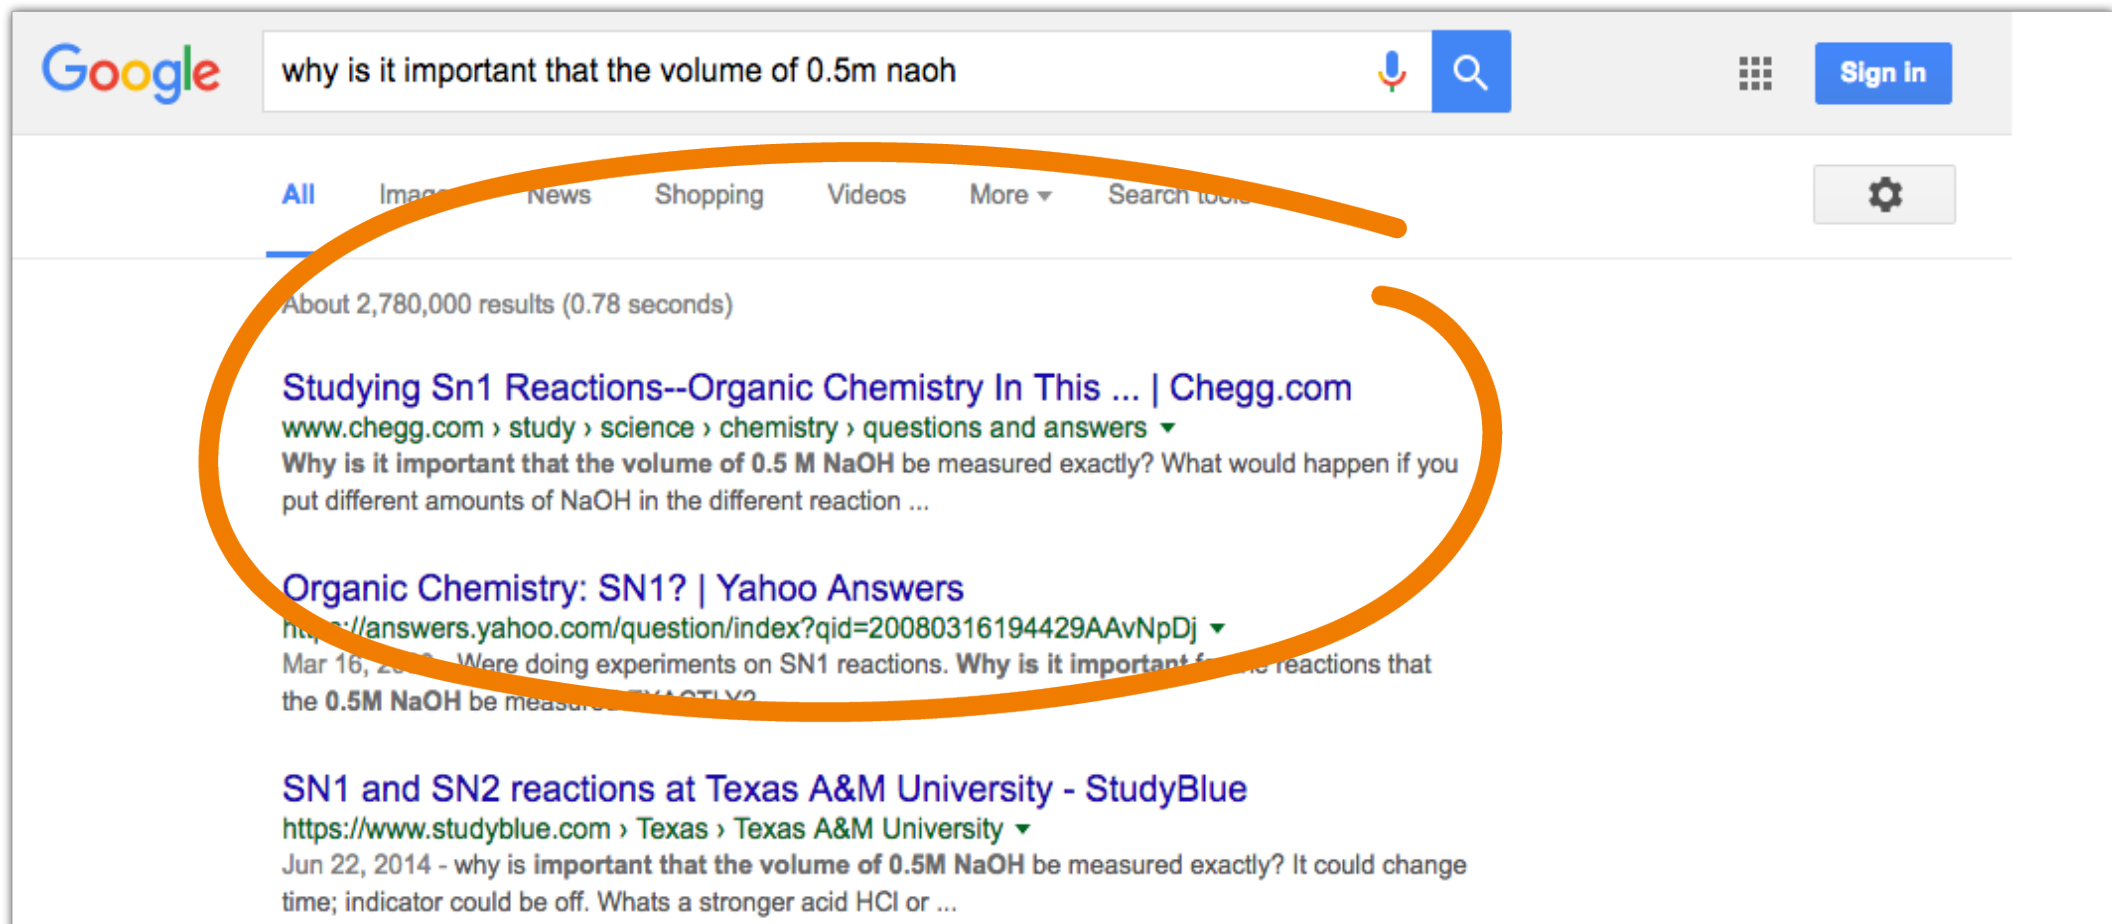 Google
why is it important that the volume of 0.5m naoh
Sign in
All News Shopping Videos More Search
About 2,780,000 results (0.78 seconds)
Studying Sn1 Reactions--Organic Chemistry In This ... | Chegg.com
www.chegg.com › study › science › chemistry › questions and answers
Why is it important that the volume of 0.5 M NaOH be measured exactly? What would happen if you
put different amounts of NaOH in the different reaction ...
Organic Chemistry: SN1? | Yahoo Answers
https://answers.yahoo.com/question/index?qid=20080316194429AAvNpDj
Mar 16, - Were doing experiments on SN1 reactions. Why is it important reactions that
the 0.5M NaOH be measured EXACTLY?
SN1 and SN2 reactions at Texas A&M University - StudyBlue
https://www.studyblue.com › Texas › Texas A&M University
Jun 22, 2014 - why is important that the volume of 0.5M NaOH be measured exactly? It could change
time; indicator could be off. Whats a stronger acid HCl or ...